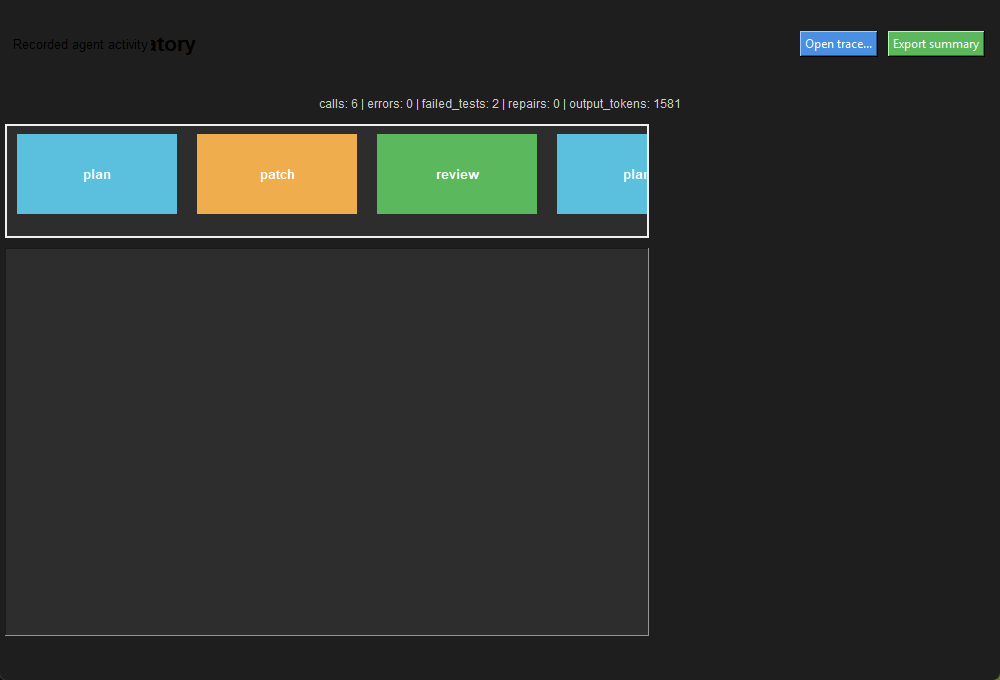 Recorded agent activity
Open trace...
Export summary
calls: 6 | errors: 0 | failed_tests: 2 | repairs: 0 | output_tokens: 1581
plan
patch
review